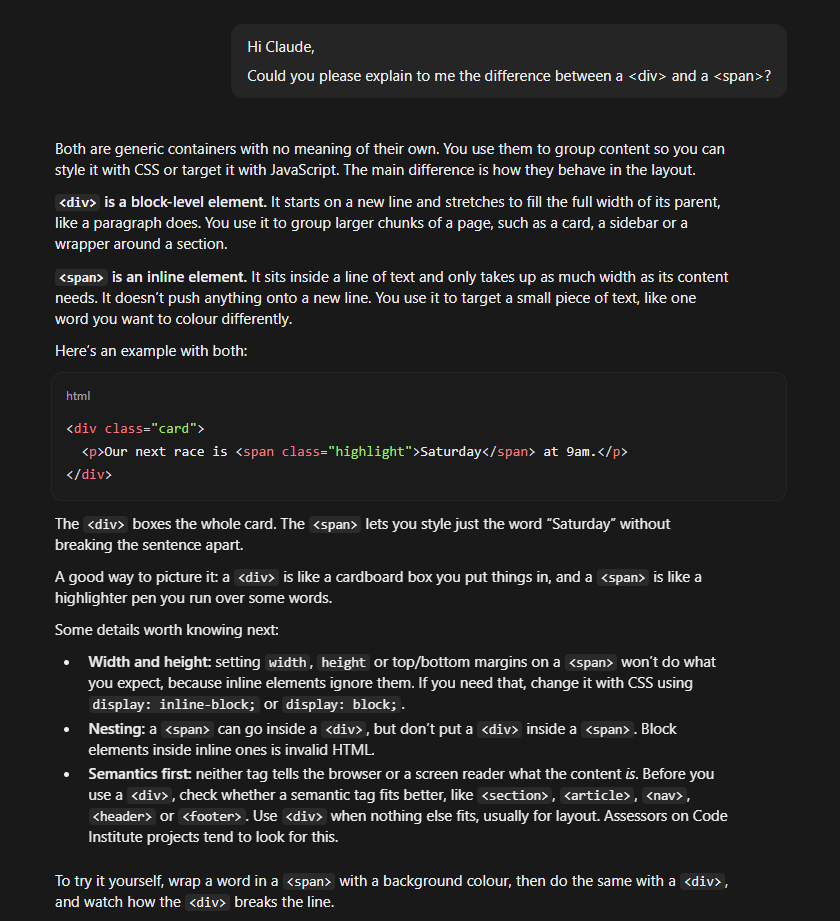 Hi Claude,
Could you please explain to me the difference between a <div> and a <span>?
Both are generic containers with no meaning of their own. You use them to group content so you can
style it with CSS or target it with JavaScript. The main difference is how they behave in the layout.
<div> is a block-level element. It starts on a new line and stretches to fill the full width of its parent,
like a paragraph does. You use it to group larger chunks of a page, such as a card, a sidebar or a
wrapper around a section.
<span> is an inline element. It sits inside a line of text and only takes up as much width as its content
needs. It doesn’t push anything onto a new line. You use it to target a small piece of text, like one
word you want to colour differently.
Here’s an example with both:
html
<div class="card">
  <p>Our next race is <span class="highlight">Saturday</span> at 9am.</p>
</div>
The <div> boxes the whole card. The <span> lets you style just the word “Saturday” without
breaking the sentence apart.
A good way to picture it: a <div> is like a cardboard box you put things in, and a <span> is like a
highlighter pen you run over some words.
Some details worth knowing next:
• Width and height: setting width, height or top/bottom margins on a <span> won’t do what
you expect, because inline elements ignore them. If you need that, change it with CSS using
display: inline-block; or display: block;.
• Nesting: a <span> can go inside a <div>, but don’t put a <div> inside a <span>. Block
elements inside inline ones is invalid HTML.
• Semantics first: neither tag tells the browser or a screen reader what the content is. Before you
use a <div>, check whether a semantic tag fits better, like <section>, <article>, <nav>,
<header> or <footer>. Use <div> when nothing else fits, usually for layout. Assessors on Code
Institute projects tend to look for this.
To try it yourself, wrap a word in a <span> with a background colour, then do the same with a <div>,
and watch how the <div> breaks the line.